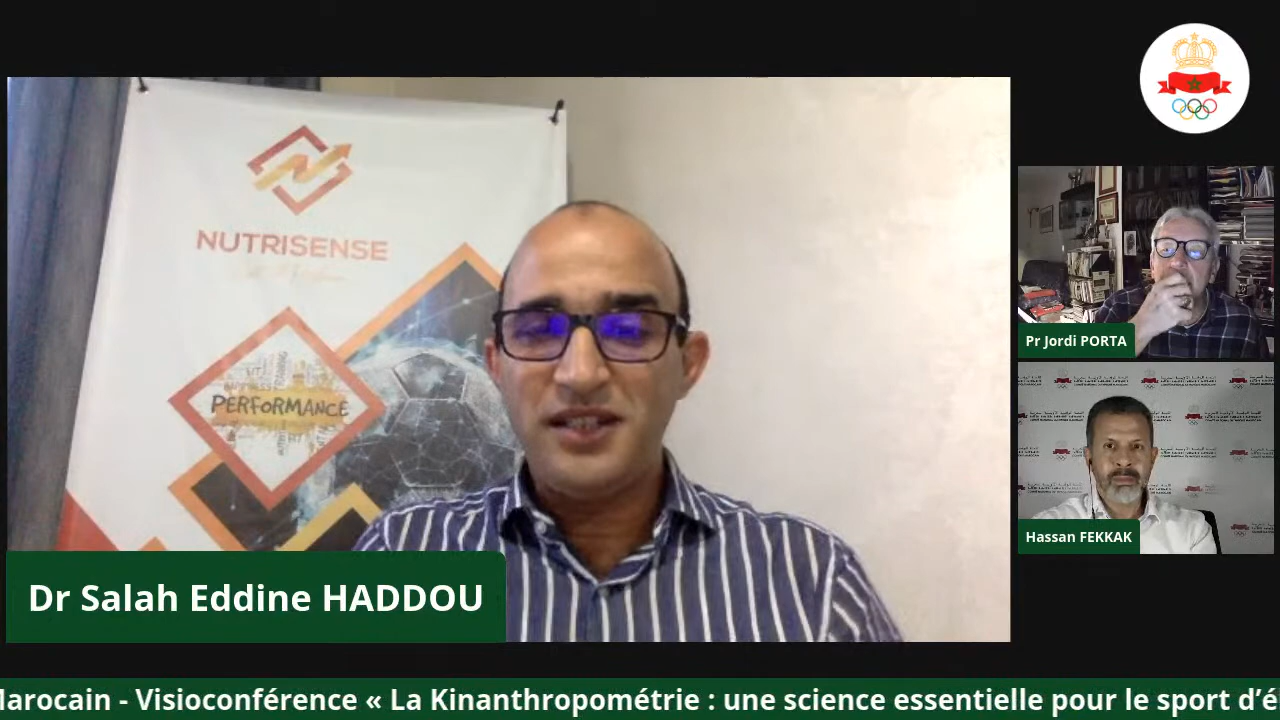 NUTRISENSE
PERFORMANCE
Pr Jordi PORTA
Hassan FEKKAK
Dr Salah Eddine HADDOU
Marocain - Visioconférence « La Kinanthropométrie : une science essentielle pour le sport d’é